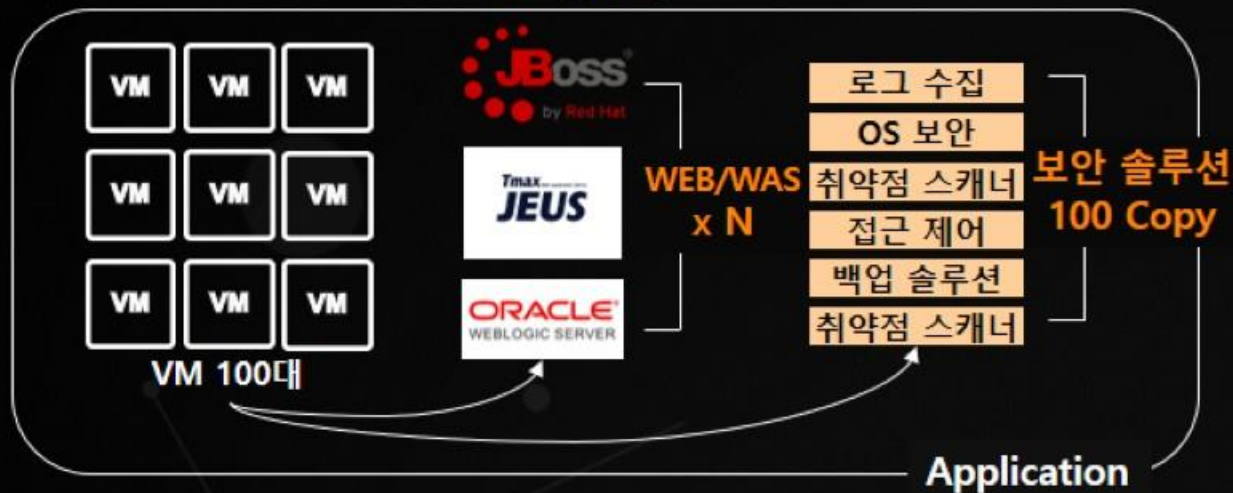 VM VM VM
VM VM VM
VM VM VM
VM 100대
JBoss
by Red Hat
Tmax
JEUS
ORACLE
WEBLOGIC SERVER
WEB/WAS
x N
로그 수집
OS 보안
취약점 스캐너
접근 제어
백업 솔루션
취약점 스캐너
보안 솔루션
100 Copy
Application